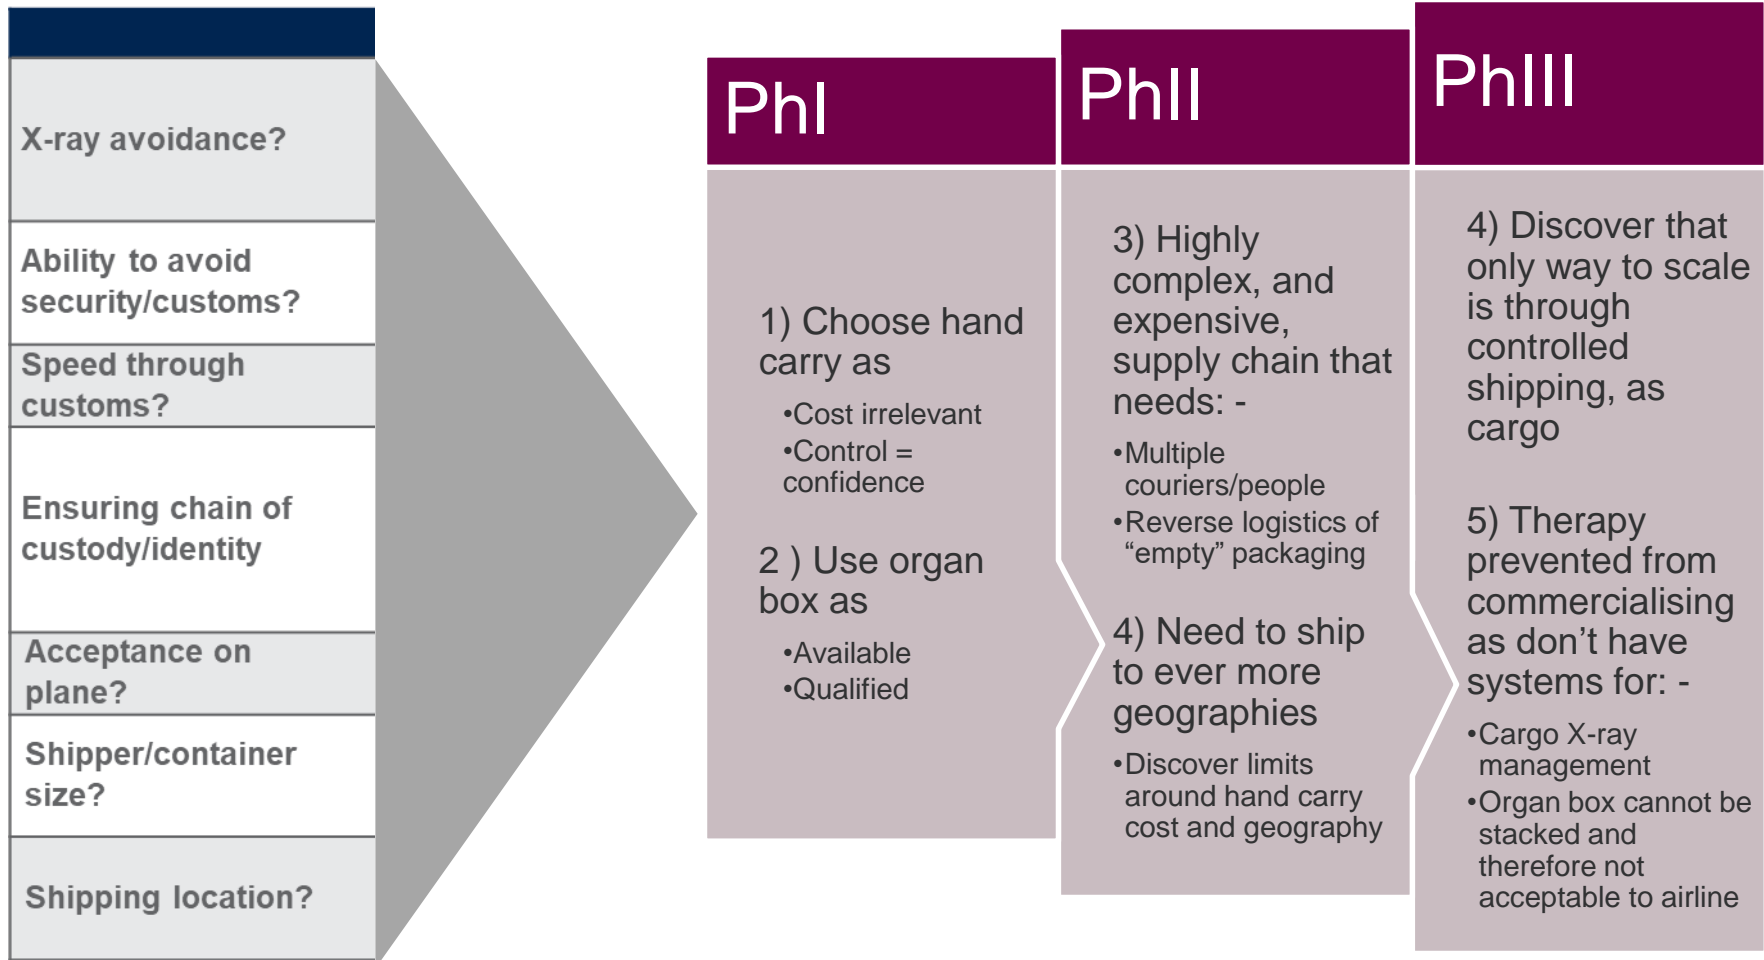 X-ray avoidance?
Ability to avoid
security/customs?
Speed through
customs?
Ensuring chain of
custody/identity
Acceptance on
plane?
Shipper/container
size?
Shipping location?
PhI
1) Choose hand
carry as
•Cost irrelevant
•Control =
confidence
2 ) Use organ
box as
•Available
•Qualified
PhII
3) Highly
complex, and
expensive,
supply chain that
needs: -
•Multiple
couriers/people
•Reverse logistics of
“empty” packaging
4) Need to ship
to ever more
geographies
•Discover limits
around hand carry
cost and geography
PhIII
4) Discover that
only way to scale
is through
controlled
shipping, as
cargo
5) Therapy
prevented from
commercialising
as don’t have
systems for: -
•Cargo X-ray
management
•Organ box cannot be
stacked and
therefore not
acceptable to airline